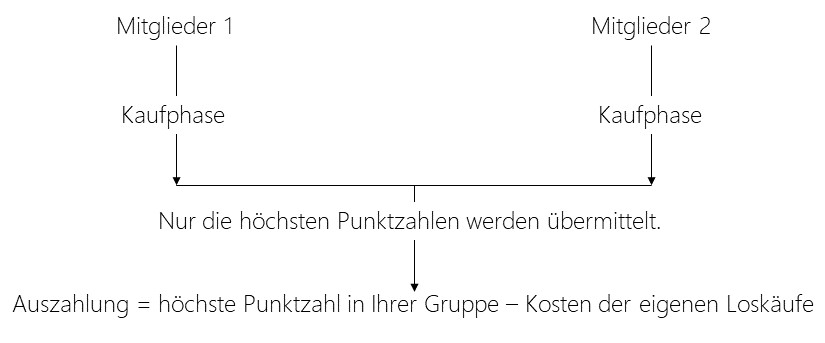 Mitglieder 1 Mitglieder 2
Kaufphase Kaufphase
Nur die höchsten Punktzahlen werden übermittelt.
Auszahlung = höchste Punktzahl in Ihrer Gruppe – Kosten der eigenen Loskäufe